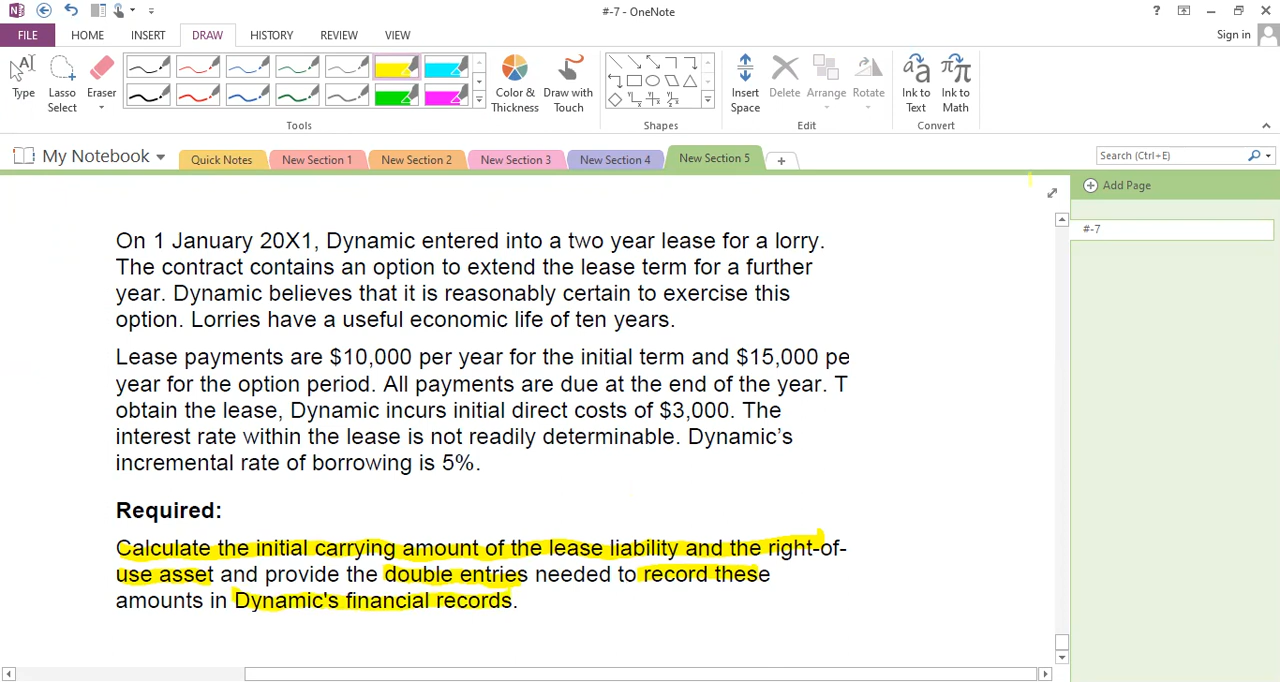 #-7 - OneNote
FILE HOME INSERT DRAW HISTORY REVIEW VIEW
Sign in
Type
Lasso Select
Eraser
Color & Thickness
Draw with Touch
Insert Space
Delete
Arrange
Rotate
Ink to Text
Ink to Math
Tools Shapes Edit Convert
My Notebook Quick Notes New Section 1 New Section 2 New Section 3 New Section 4 New Section 5
Search (Ctrl+E)
Add Page
#-7
On 1 January 20X1, Dynamic entered into a two year lease for a lorry.
The contract contains an option to extend the lease term for a further
year. Dynamic believes that it is reasonably certain to exercise this
option. Lorries have a useful economic life of ten years.
Lease payments are $10,000 per year for the initial term and $15,000 pe
year for the option period. All payments are due at the end of the year. T
obtain the lease, Dynamic incurs initial direct costs of $3,000. The
interest rate within the lease is not readily determinable. Dynamic's
incremental rate of borrowing is 5%.
Required:
Calculate the initial carrying amount of the lease liability and the right-of-
use asset and provide the double entries needed to record these
amounts in Dynamic's financial records.